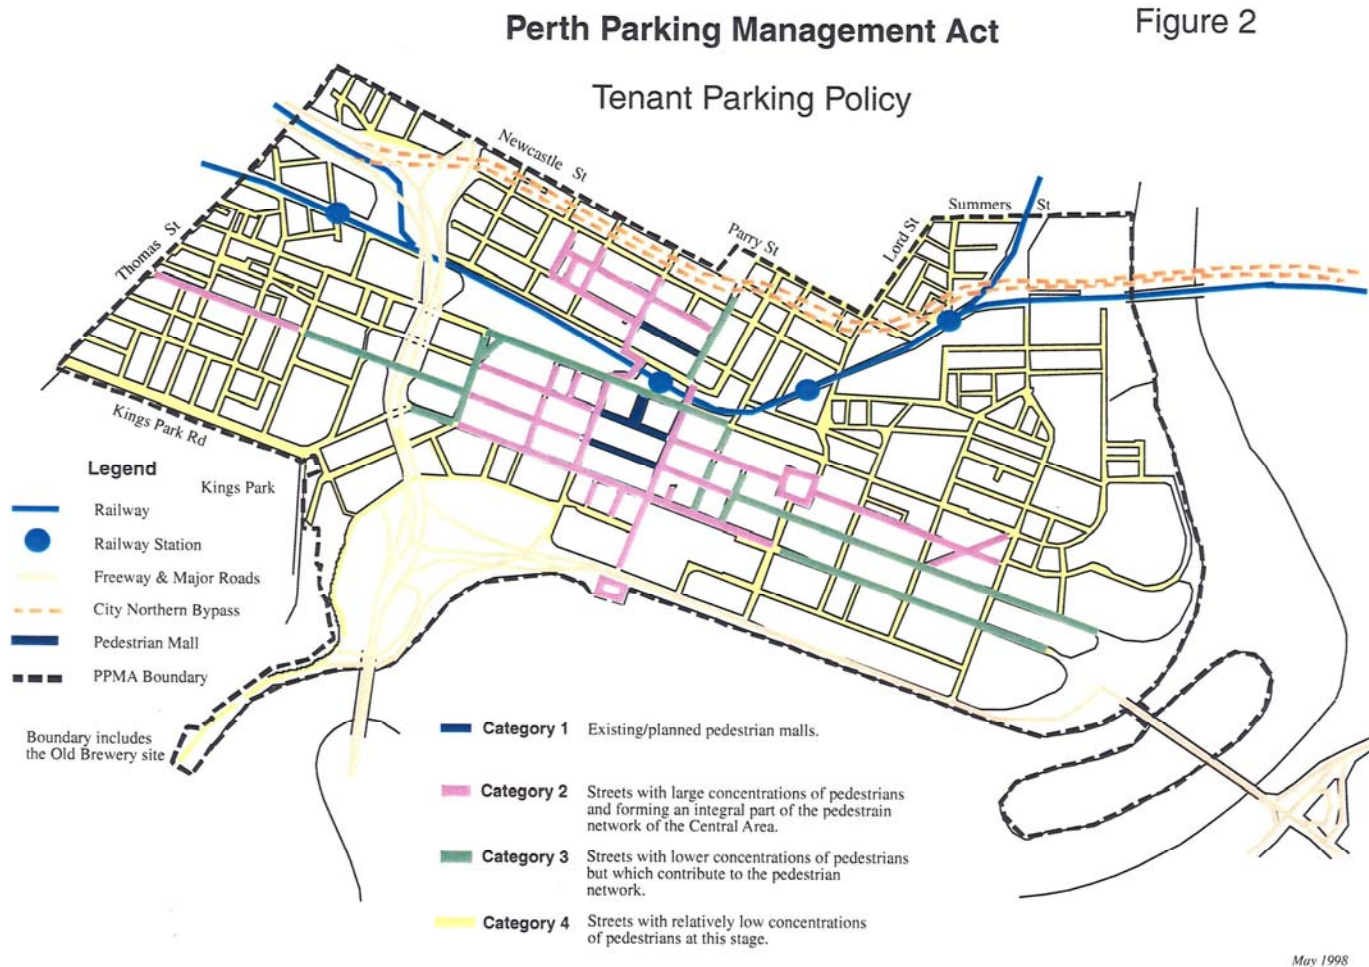 Perth Parking Management Act
Figure 2
Tenant Parking Policy
Newcastle St
Parry St
Lord St
Summers St
Thomas St
Kings Park Rd
Kings Park
Legend
Railway
Railway Station
Freeway & Major Roads
City Northern Bypass
Pedestrian Mall
PPMA Boundary
Boundary includes
the Old Brewery site
Category 1 Existing/planned pedestrian malls.
Category 2 Streets with large concentrations of pedestrians
and forming an integral part of the pedestrain
network of the Central Area.
Category 3 Streets with lower concentrations of pedestrians
but which contribute to the pedestrian
network.
Category 4 Streets with relatively low concentrations
of pedestrians at this stage.
May 1998